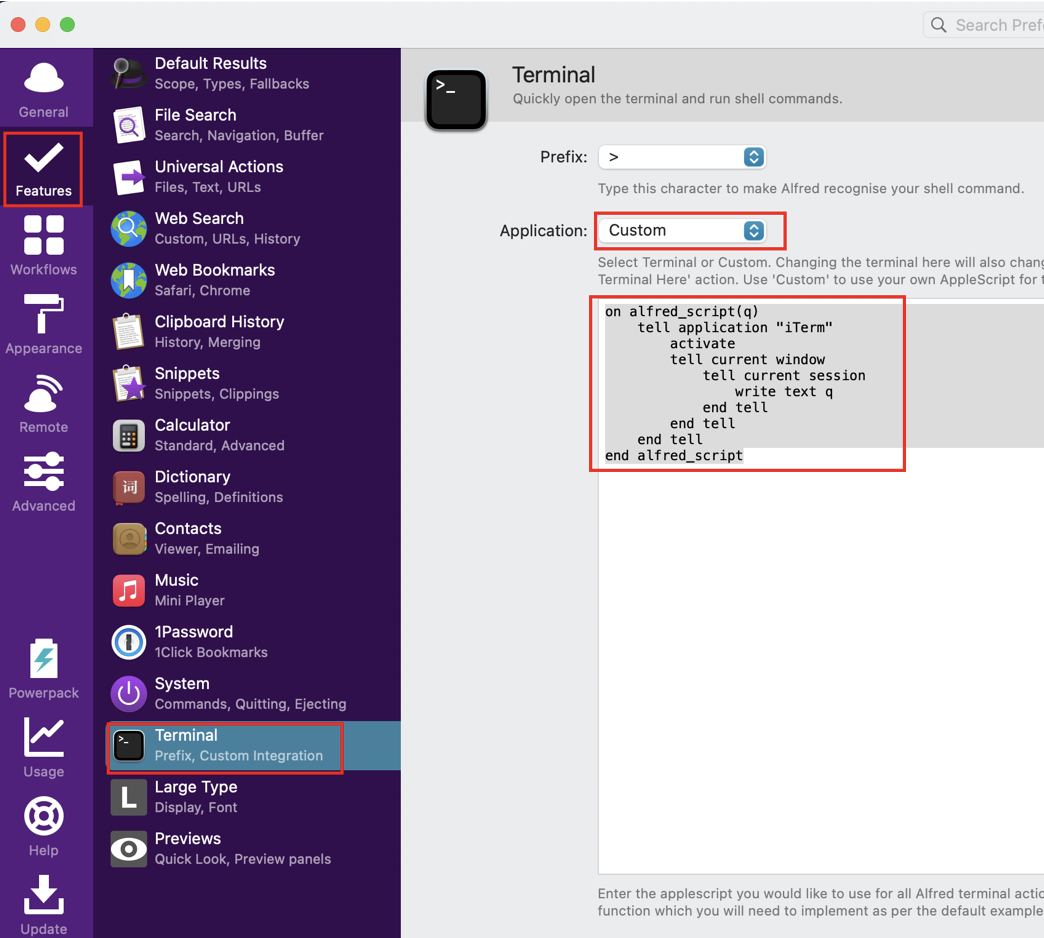 Search Pref
General
Features
Workflows
Appearance
Remote
Advanced
Powerpack
Usage
Help
Update
Default Results
Scope, Types, Fallbacks
File Search
Search, Navigation, Buffer
Universal Actions
Files, Text, URLs
Web Search
Custom, URLs, History
Web Bookmarks
Safari, Chrome
Clipboard History
History, Merging
Snippets
Snippets, Clippings
Calculator
Standard, Advanced
词
Dictionary
Spelling, Definitions
Contacts
Viewer, Emailing
Music
Mini Player
1Password
1Click Bookmarks
System
Commands, Quitting, Ejecting
>_
Terminal
Prefix, Custom Integration
L
Large Type
Display, Font
Previews
Quick Look, Preview panels
>_
Terminal
Quickly open the terminal and run shell commands.
Prefix: >
Type this character to make Alfred recognise your shell command.
Application: Custom
Select Terminal or Custom. Changing the terminal here will also chang
Terminal Here' action. Use 'Custom' to use your own AppleScript for t
on alfred_script(q)
    tell application "iTerm"
        activate
        tell current window
            tell current session
                write text q
            end tell
        end tell
    end tell
end alfred_script
Enter the applescript you would like to use for all Alfred terminal actio
function which you will need to implement as per the default example